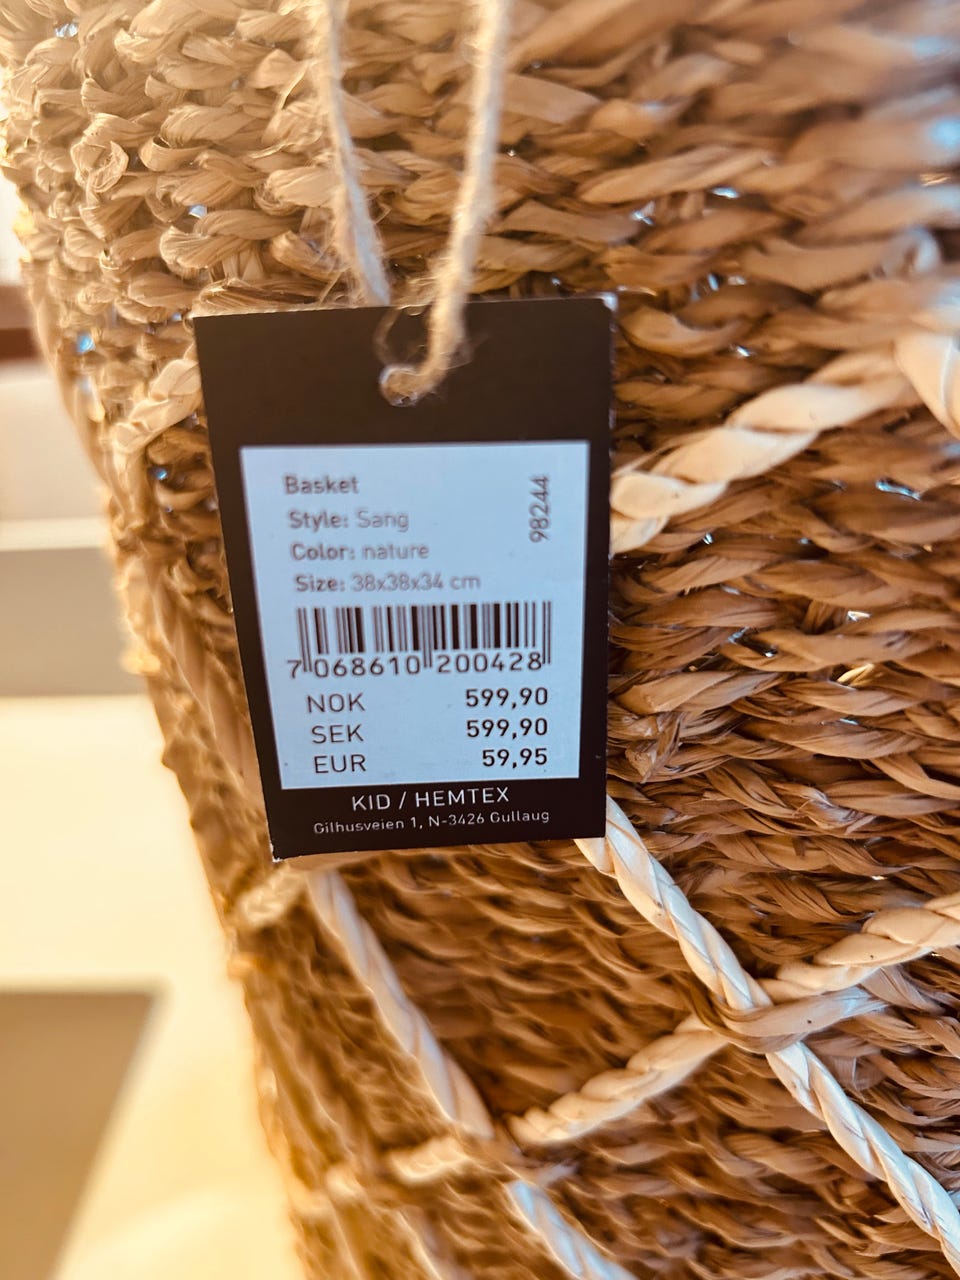 Basket
98244
Style: Sang
Color: nature
Size: 38x38x34 cm
7 068610 200428
NOK 599,90
SEK 599,90
EUR 59,95
KID / HEMTEX
Gilhusveien 1, N-3426 Gullaug